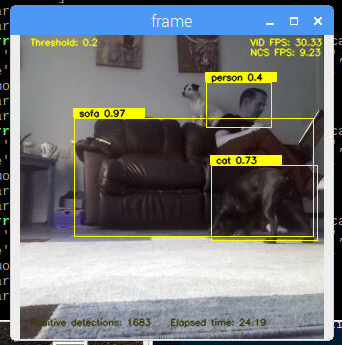 frame
Threshold: 0.2
VID FPS: 30.33
NCS FPS: 9.23
person 0.4
sofa 0.97
cat 0.73
Positive detections: 1683 Elapsed time: 24.19